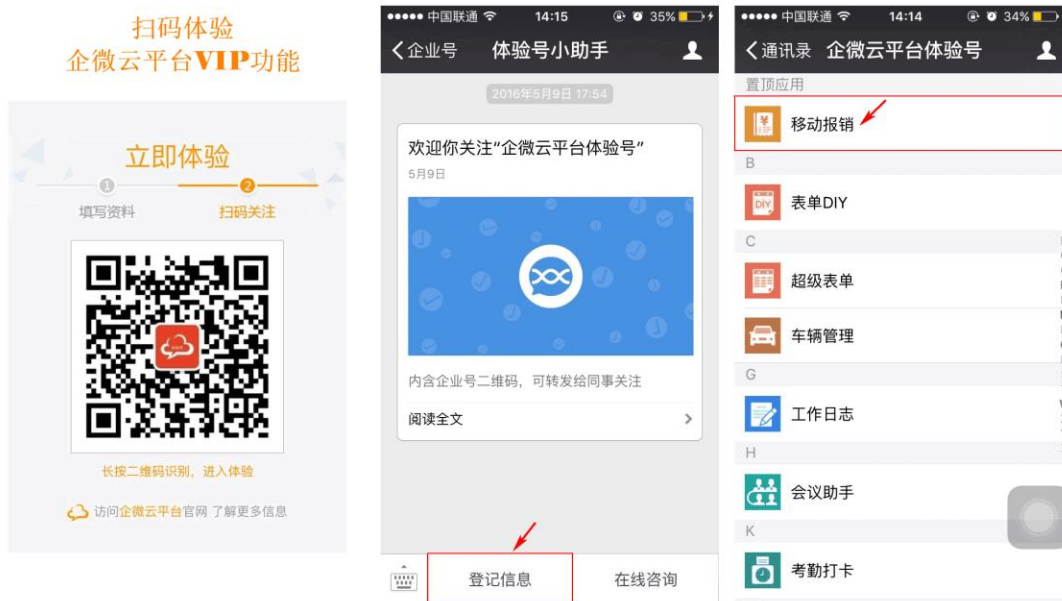 扫码体验
企微云平台VIP功能
立即体验
1
2
填写资料
扫码关注
长按二维码识别，进入体验
访问企微云平台官网 了解更多信息
中国联通
14:15
35%
企业号
体验号小助手
2016年5月9日 17:54
欢迎你关注“企微云平台体验号”
5月9日
内含企业号二维码，可转发给同事关注
阅读全文
登记信息
在线咨询
中国联通
14:14
34%
通讯录
企微云平台体验号
置顶应用
移动报销
B
DIY
表单DIY
C
超级表单
车辆管理
G
工作日志
H
会议助手
K
考勤打卡